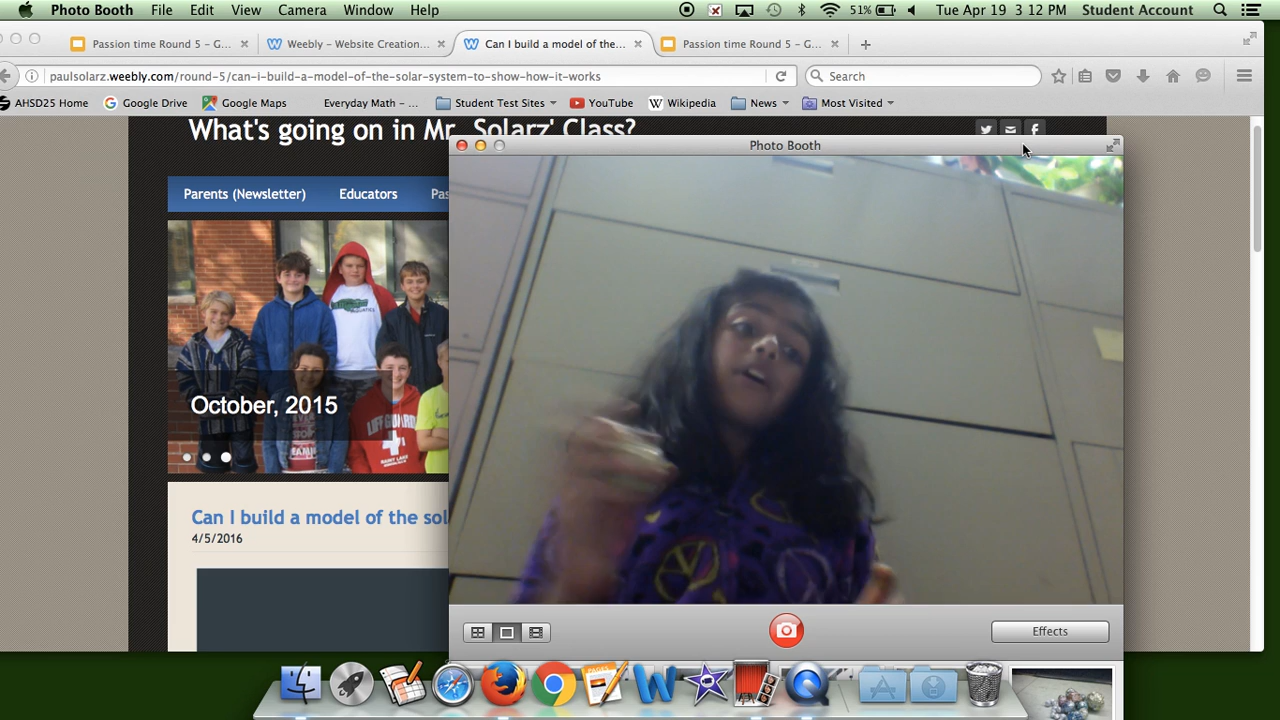 Photo Booth File Edit View Camera Window Help 51% Tue Apr 19 3 12 PM Student Account
Passion time Round 5 – G... Weebly – Website Creation... Can I build a model of the... Passion time Round 5 – G...
paulsolarz.weebly.com/round-5/can-i-build-a-model-of-the-solar-system-to-show-how-it-works Search
AHSD25 Home Google Drive Google Maps Everyday Math – ... Student Test Sites YouTube Wikipedia News Most Visited
What's going on in Mr. Solarz' Class?
Photo Booth
Parents (Newsletter) Educators Pas
October, 2015
LIFEGUARD
Can I build a model of the sol
4/5/2016
Effects
PAGES